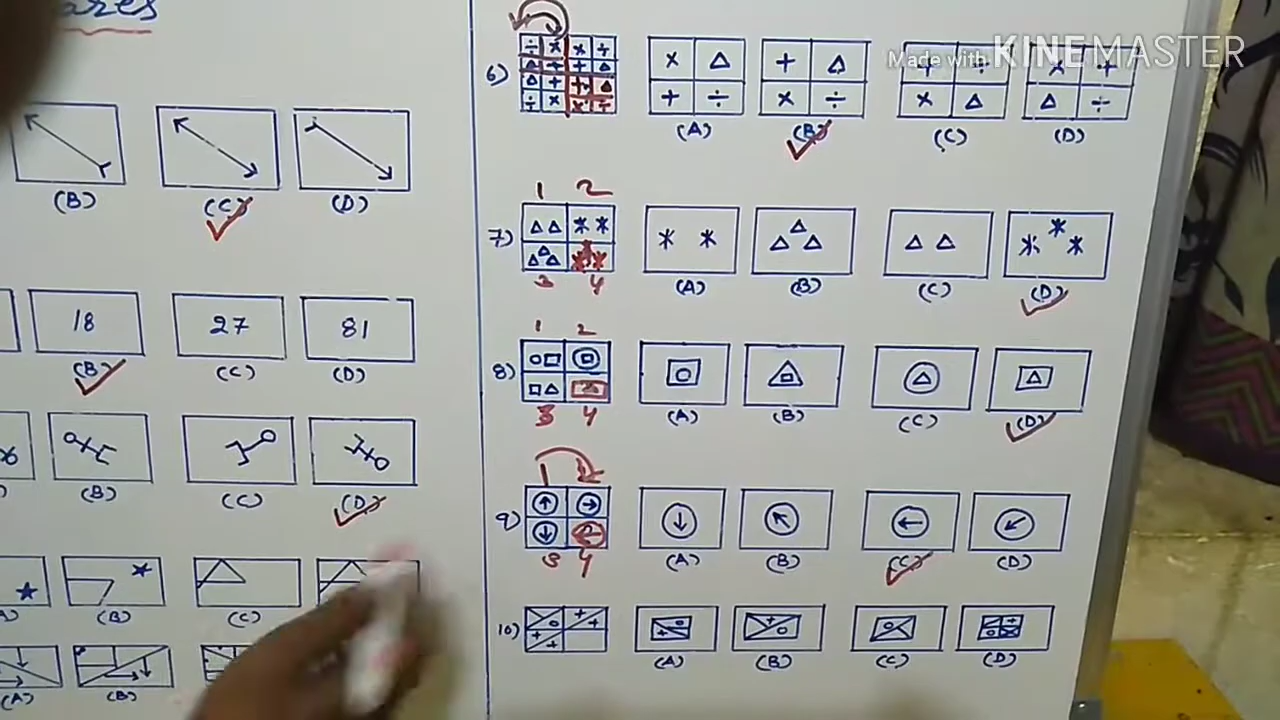 Made with KINEMASTER
(B)
(C)
(D)
18
27
81
(B)
(C)
(D)
(B)
(C)
(D)
(B)
(C)
(A)
(B)
6)
÷ × × +
× △
+ ÷
+ △
× ÷
+ ÷
× △
× +
△ ÷
(A)
(B)
(C)
(D)
1 2
7)
3 4
(A)
(B)
(C)
(D)
1 2
8)
3 4
(A)
(B)
(C)
(D)
1 2
9)
3 4
(A)
(B)
(C)
(D)
10)
(A)
(B)
(C)
(D)